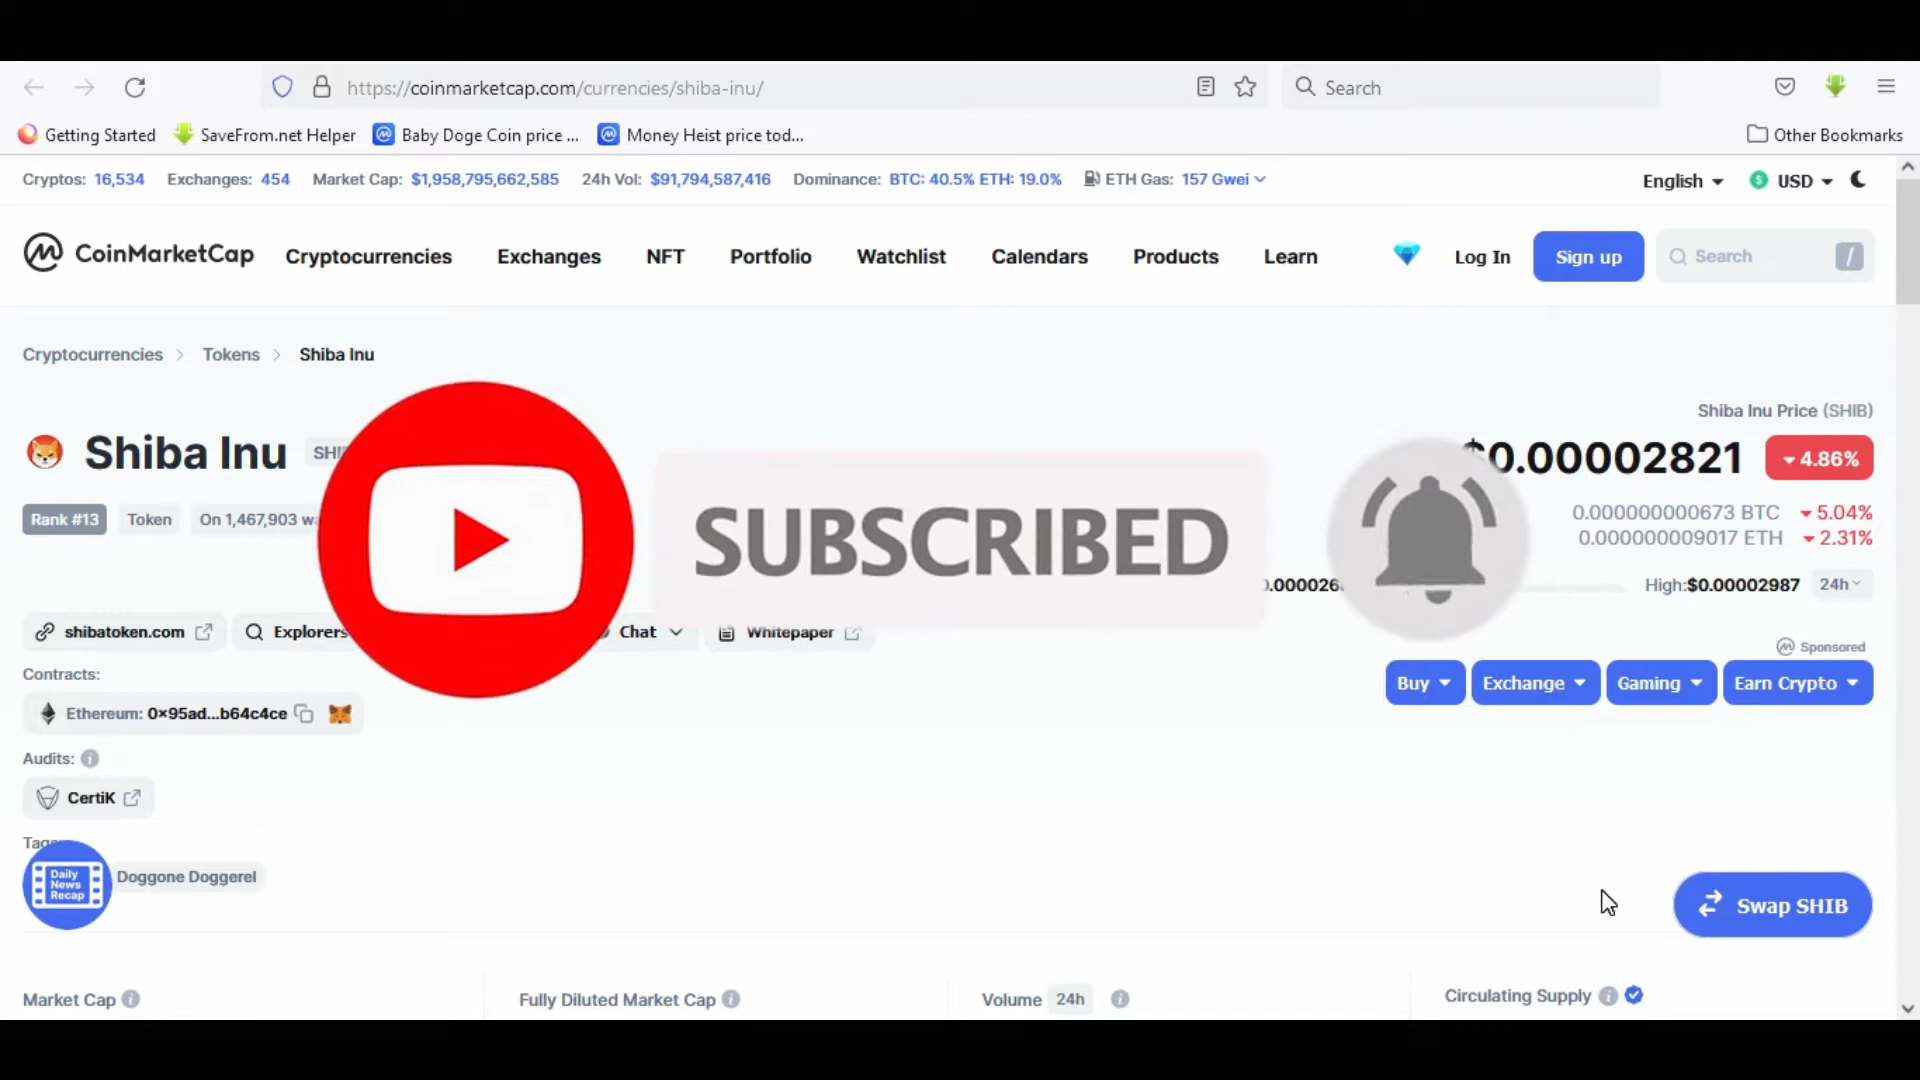 https://coinmarketcap.com/currencies/shiba-inu/
Search
Getting Started
SaveFrom.net Helper
Baby Doge Coin price ...
Money Heist price tod...
Other Bookmarks
Cryptos: 16,534
Exchanges: 454
Market Cap: $1,958,795,662,585
24h Vol: $91,794,587,416
Dominance: BTC: 40.5% ETH: 19.0%
ETH Gas: 157 Gwei
English
USD
CoinMarketCap
Cryptocurrencies
Exchanges
NFT
Portfolio
Watchlist
Calendars
Products
Learn
Log In
Sign up
Search /
Cryptocurrencies > Tokens > Shiba Inu
Shiba Inu Price (SHIB)
Shiba Inu
$0.00002821
4.86%
Rank #13
Token
On 1,467,903
0.000000000673 BTC 5.04%
0.000000009017 ETH 2.31%
SUBSCRIBED
High:$0.00002987
24h
shibatoken.com
Explorers
Chat
Whitepaper
Sponsored
Contracts:
Buy
Exchange
Gaming
Earn Crypto
Ethereum: 0x95ad...b64c4ce
Audits:
CertiK
Daily
News
Recap
Doggone Doggerel
Swap SHIB
Market Cap
Fully Diluted Market Cap
Volume 24h
Circulating Supply